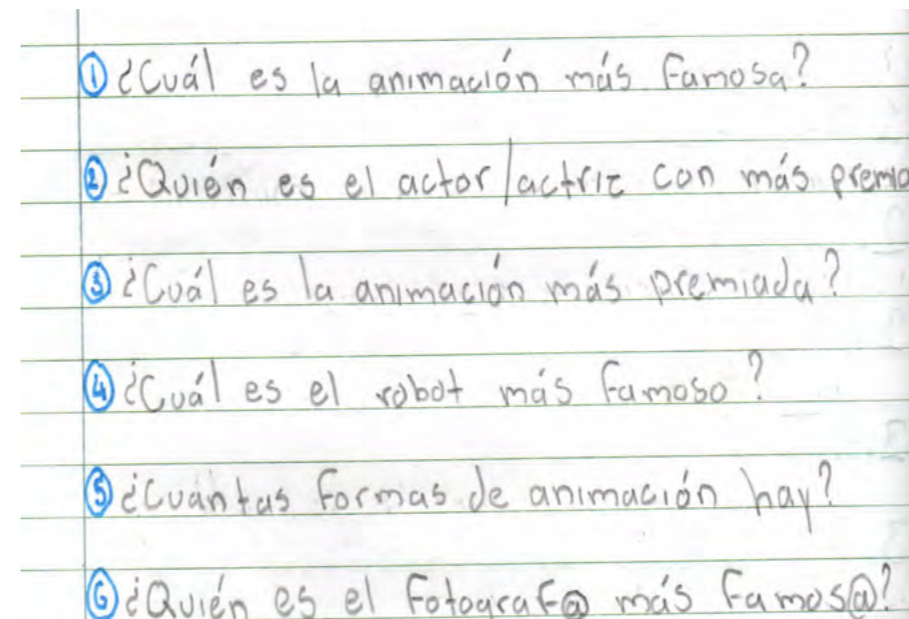 ① ¿Cuál es la animación más famosa?
② ¿Quién es el actor/actriz con más premio
③ ¿Cuál es la animación más premiada?
④ ¿Cuál es el robot más famoso?
⑤ ¿Cuántas formas de animación hay?
⑥ ¿Quién es el fotograf@ más famos@?